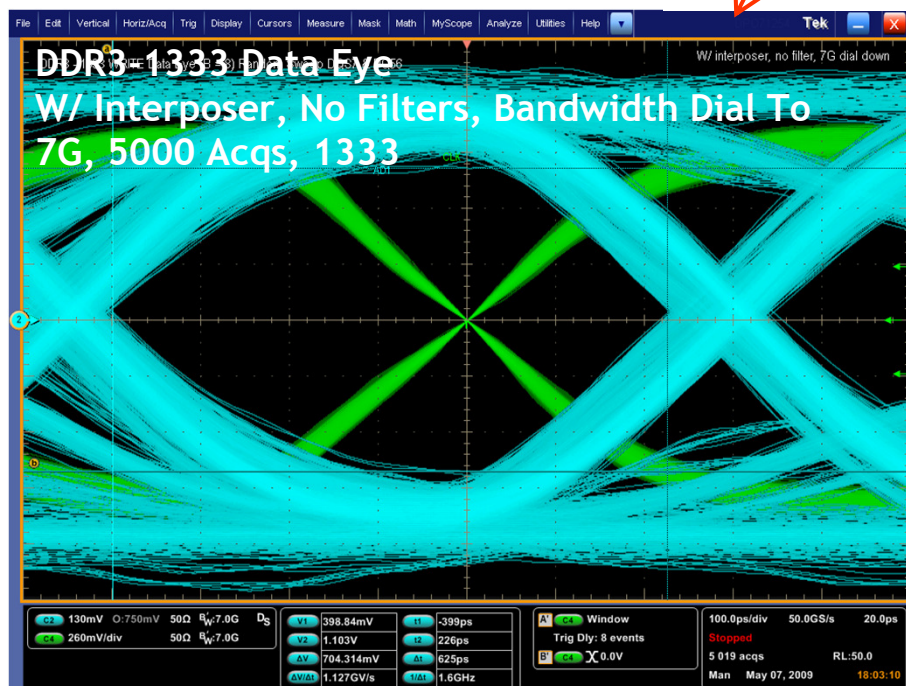 File Edit Vertical Horiz/Acq Trig Display Cursors Measure Mask Math MyScope Analyze Utilities Help Tek X
a
DDR3-1333 Data Eye
W/ interposer, no filter, 7G dial down
W/ Interposer, No Filters, Bandwidth Dial To
7G, 5000 Acqs, 1333
CLK
2
b
C2 130mV O:750mV 50Ω BW:7.0G DS
C4 260mV/div 50Ω BW:7.0G
V1 398.84mV
V2 1.103V
ΔV 704.314mV
ΔV/Δt 1.127GV/s
t1 -399ps
t2 226ps
Δt 625ps
1/Δt 1.6GHz
A' C4 Window
Trig Dly: 8 events
B' C4 0.0V
100.0ps/div 50.0GS/s 20.0ps
Stopped
5 019 acqs RL:50.0
Man May 07, 2009 18:03:10